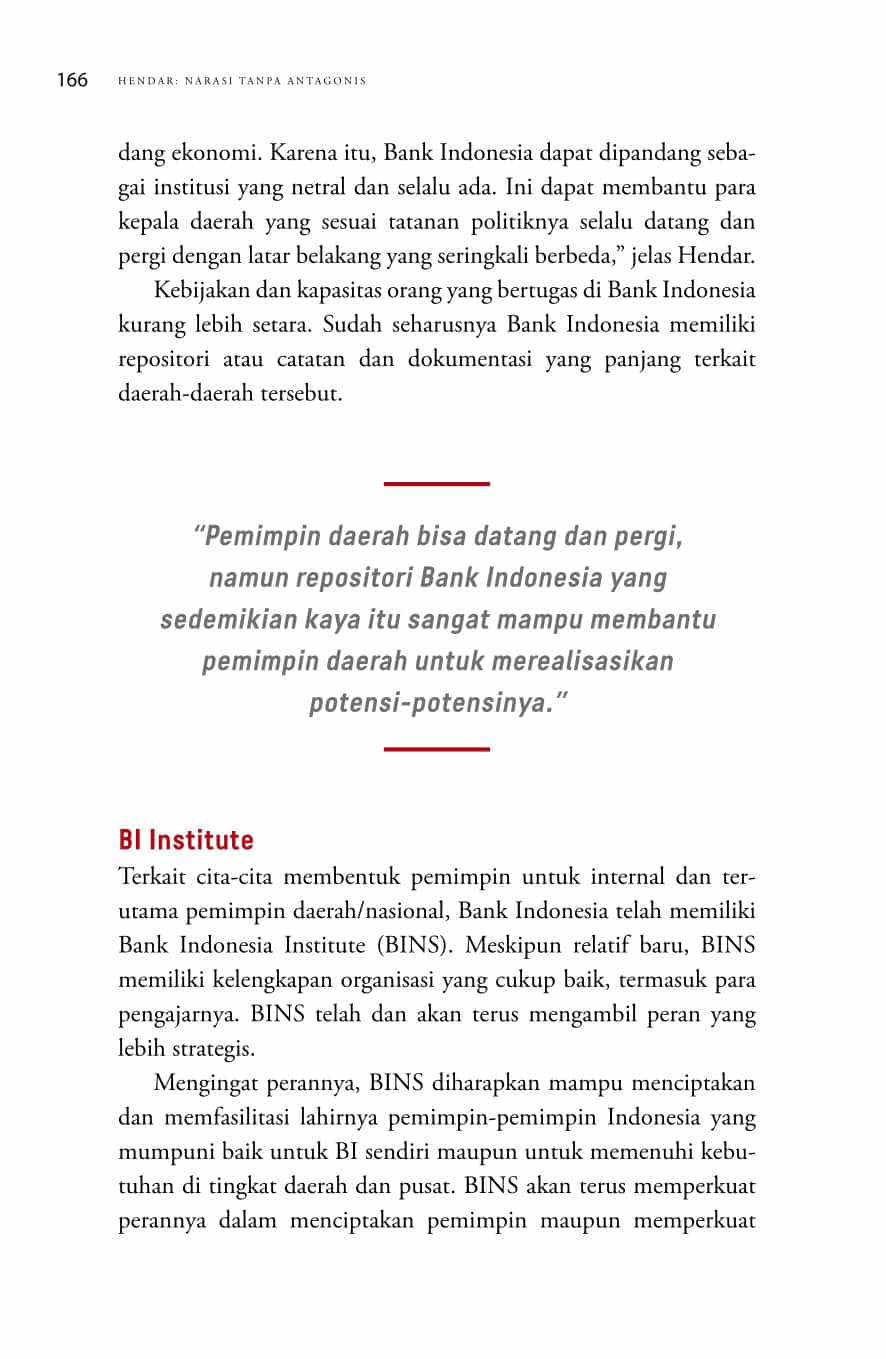 166 HENDAR: NARASI TANPA ANTAGONIS
dang ekonomi. Karena itu, Bank Indonesia dapat dipandang seba-
gai institusi yang netral dan selalu ada. Ini dapat membantu para
kepala daerah yang sesuai tatanan politiknya selalu datang dan
pergi dengan latar belakang yang seringkali berbeda,” jelas Hendar.
Kebijakan dan kapasitas orang yang bertugas di Bank Indonesia
kurang lebih setara. Sudah seharusnya Bank Indonesia memiliki
repositori atau catatan dan dokumentasi yang panjang terkait
daerah-daerah tersebut.
“Pemimpin daerah bisa datang dan pergi,
namun repositori Bank Indonesia yang
sedemikian kaya itu sangat mampu membantu
pemimpin daerah untuk merealisasikan
potensi-potensinya.”
BI Institute
Terkait cita-cita membentuk pemimpin untuk internal dan ter-
utama pemimpin daerah/nasional, Bank Indonesia telah memiliki
Bank Indonesia Institute (BINS). Meskipun relatif baru, BINS
memiliki kelengkapan organisasi yang cukup baik, termasuk para
pengajarnya. BINS telah dan akan terus mengambil peran yang
lebih strategis.
Mengingat perannya, BINS diharapkan mampu menciptakan
dan memfasilitasi lahirnya pemimpin-pemimpin Indonesia yang
mumpuni baik untuk BI sendiri maupun untuk memenuhi kebu-
tuhan di tingkat daerah dan pusat. BINS akan terus memperkuat
perannya dalam menciptakan pemimpin maupun memperkuat